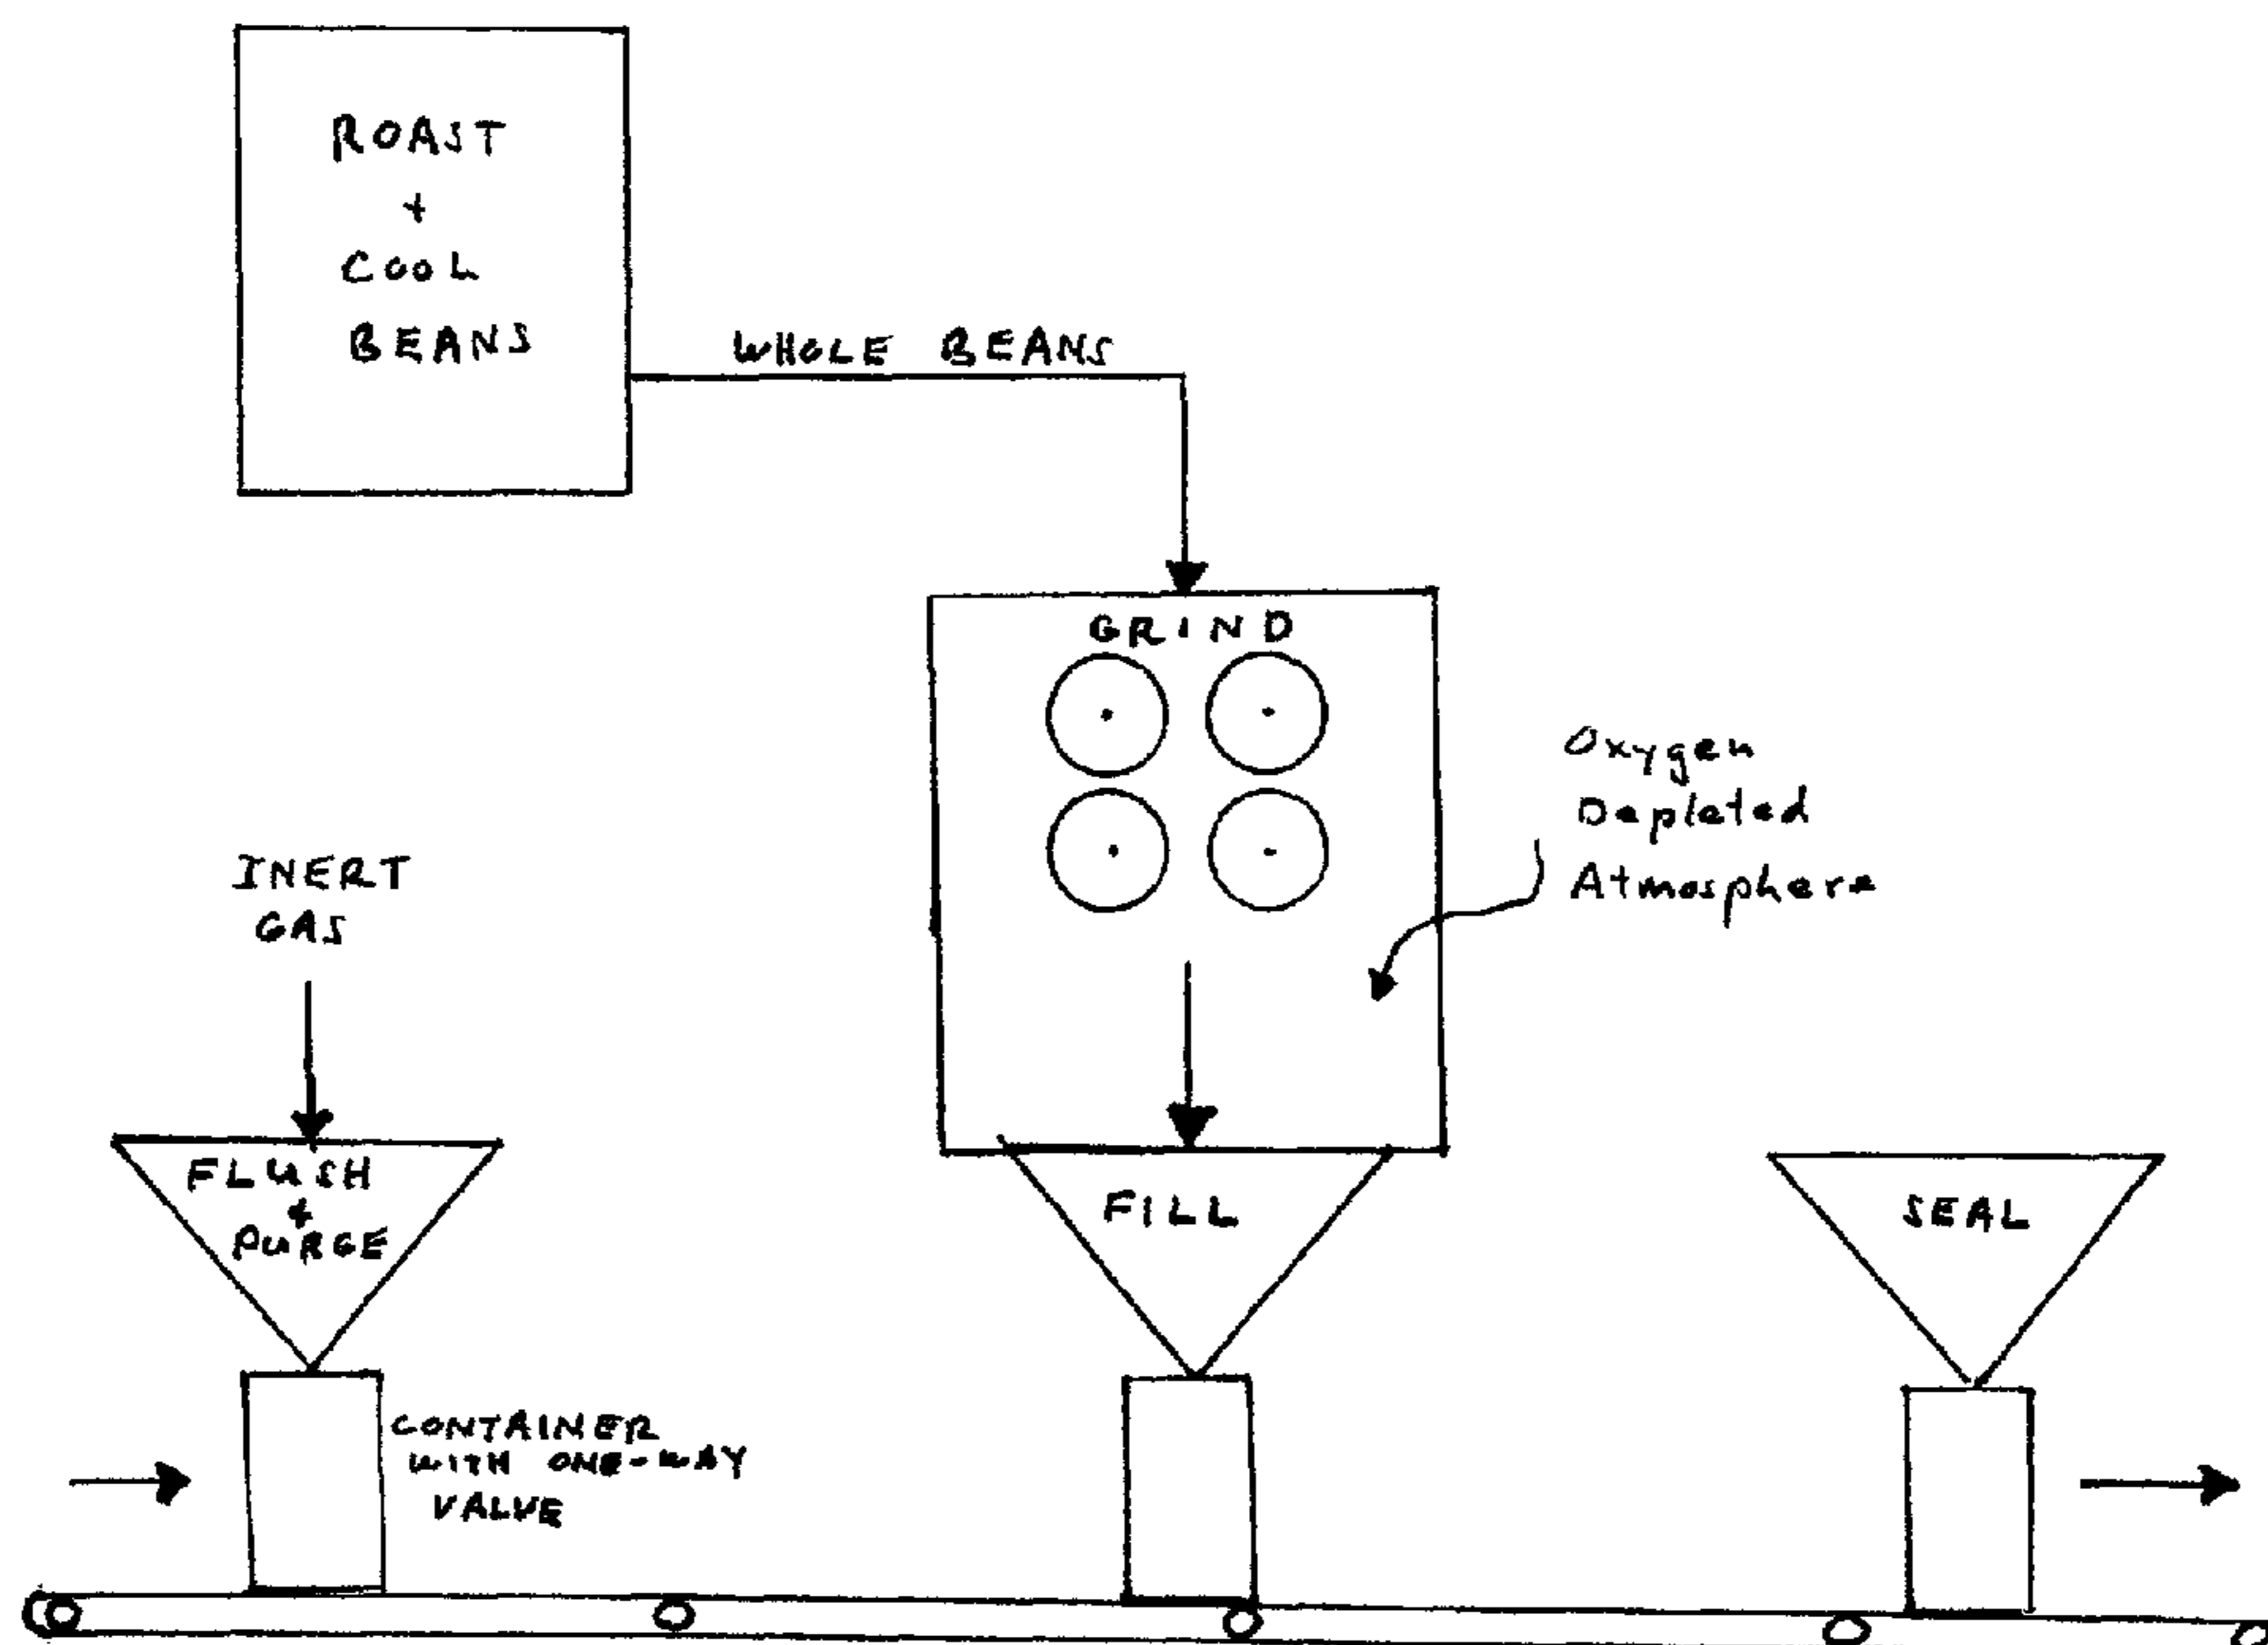 ROAST
+
COOL
BEANS
WHOLE BEANS
GRIND
Oxygen
Depleted
Atmosphere
INERT
GAS
FLUSH
+
PURGE
FILL
SEAL
CONTAINER
WITH ONE-WAY
VALVE